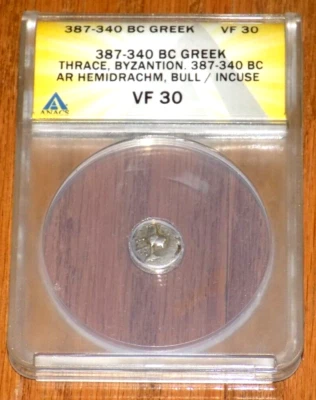 387-340 BC GREEK VF 30
387-340 BC GREEK
THRACE, BYZANTION. 387-340 BC
AR HEMIDRACHM, BULL / INCUSE
VF 30
ANACS